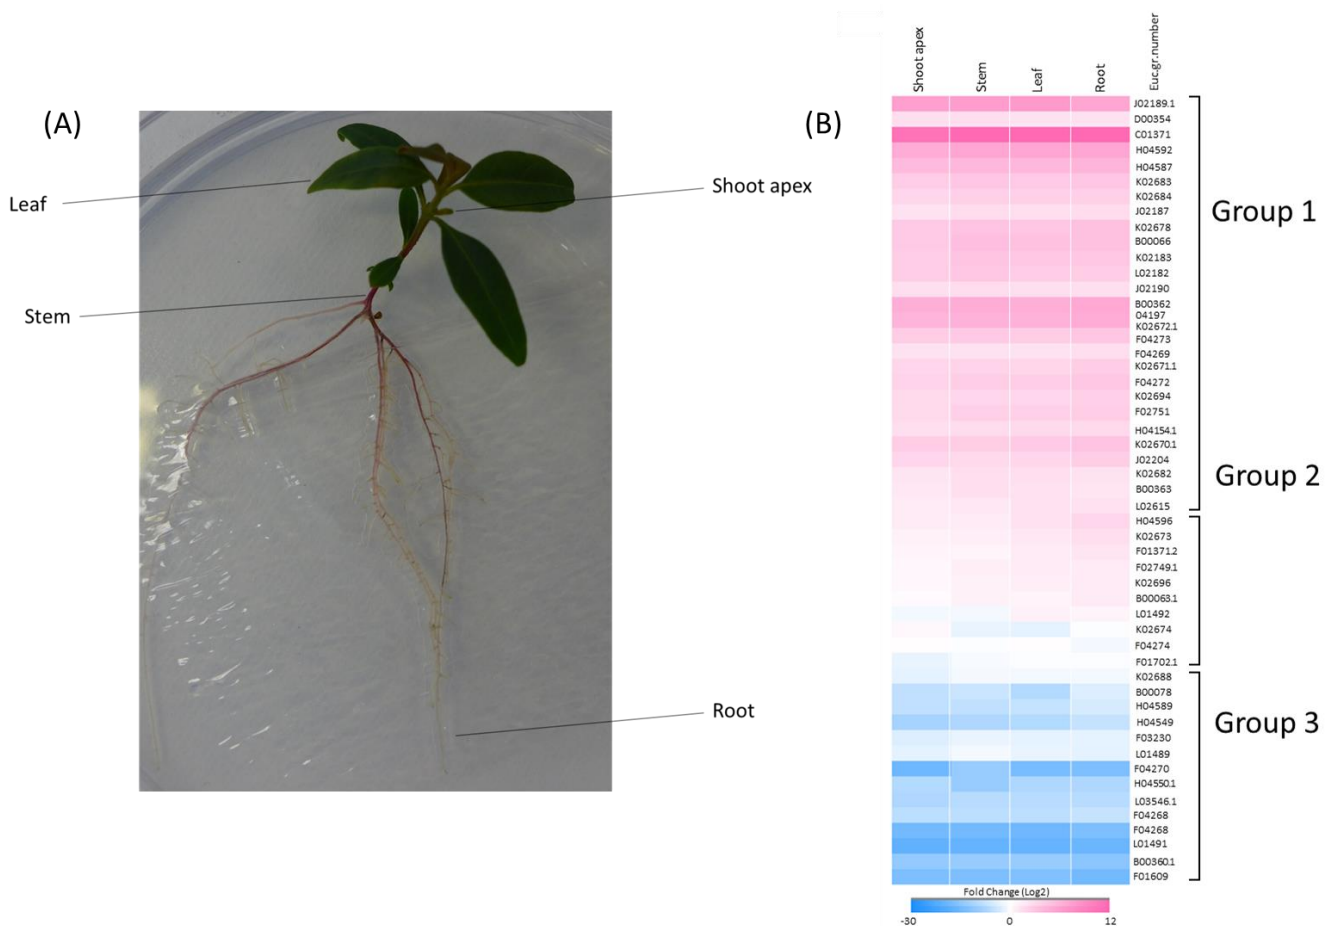 (A)
Leaf
Stem
Shoot apex
Root
(B)
Shoot apex
Stem
Leaf
Root
Euc.gr.number
J02189.1
D00354
C01371
H04592
H04587
K02683
K02684
J02187
K02678
B00066
K02183
L02182
J02190
B00362
04197
K02672.1
F04273
F04269
K02671.1
F04272
K02694
F02751
H04154.1
K02670.1
J02204
K02682
B00363
L02615
H04596
K02673
F01371.2
F02749.1
K02696
B00063.1
L01492
K02674
F04274
F01702.1
K02688
B00078
H04589
H04549
F03230
L01489
F04270
H04550.1
L03546.1
F04268
F04268
L01491
B00360.1
F01609
Group 1
Group 2
Group 3
Fold Change (Log2)
-30 0 12